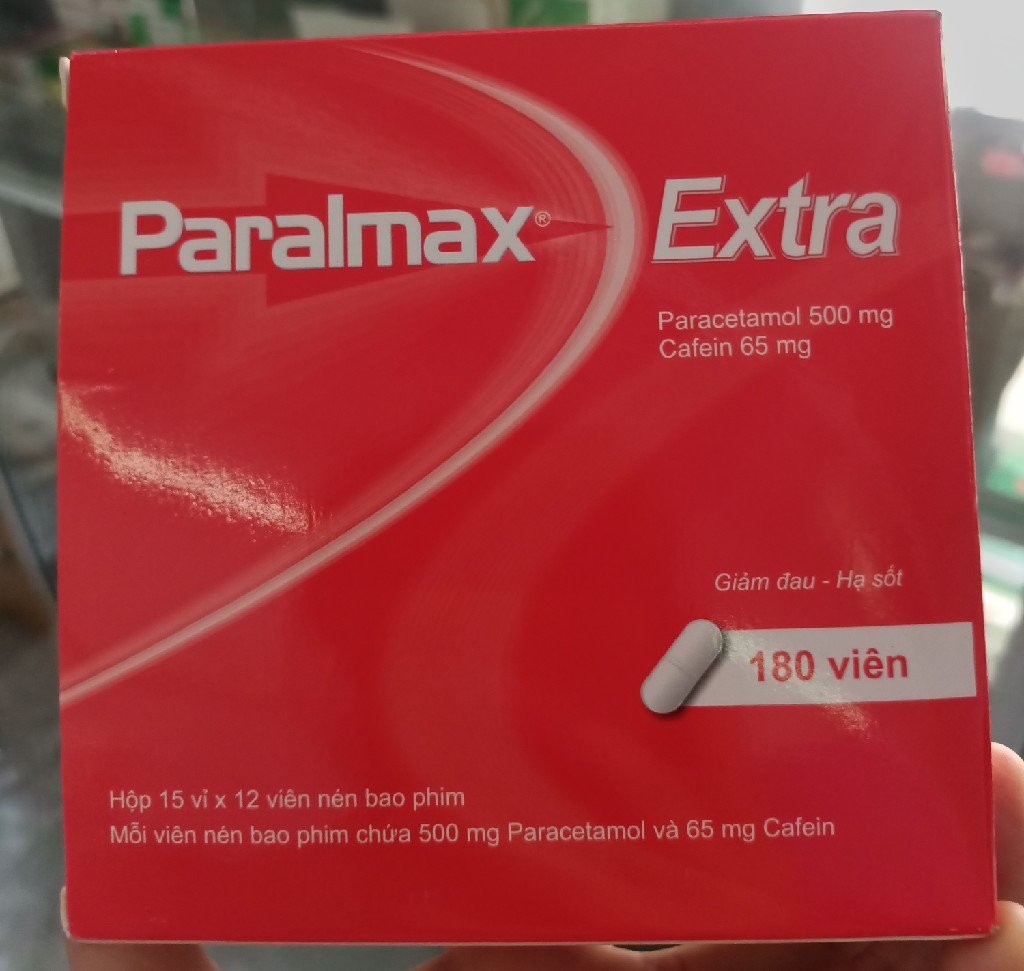 Paralmax® Extra
Paracetamol 500 mg
Cafein 65 mg
Giảm đau - Hạ sốt
180 viên
Hộp 15 vỉ x 12 viên nén bao phim
Mỗi viên nén bao phim chứa 500 mg Paracetamol và 65 mg Cafein